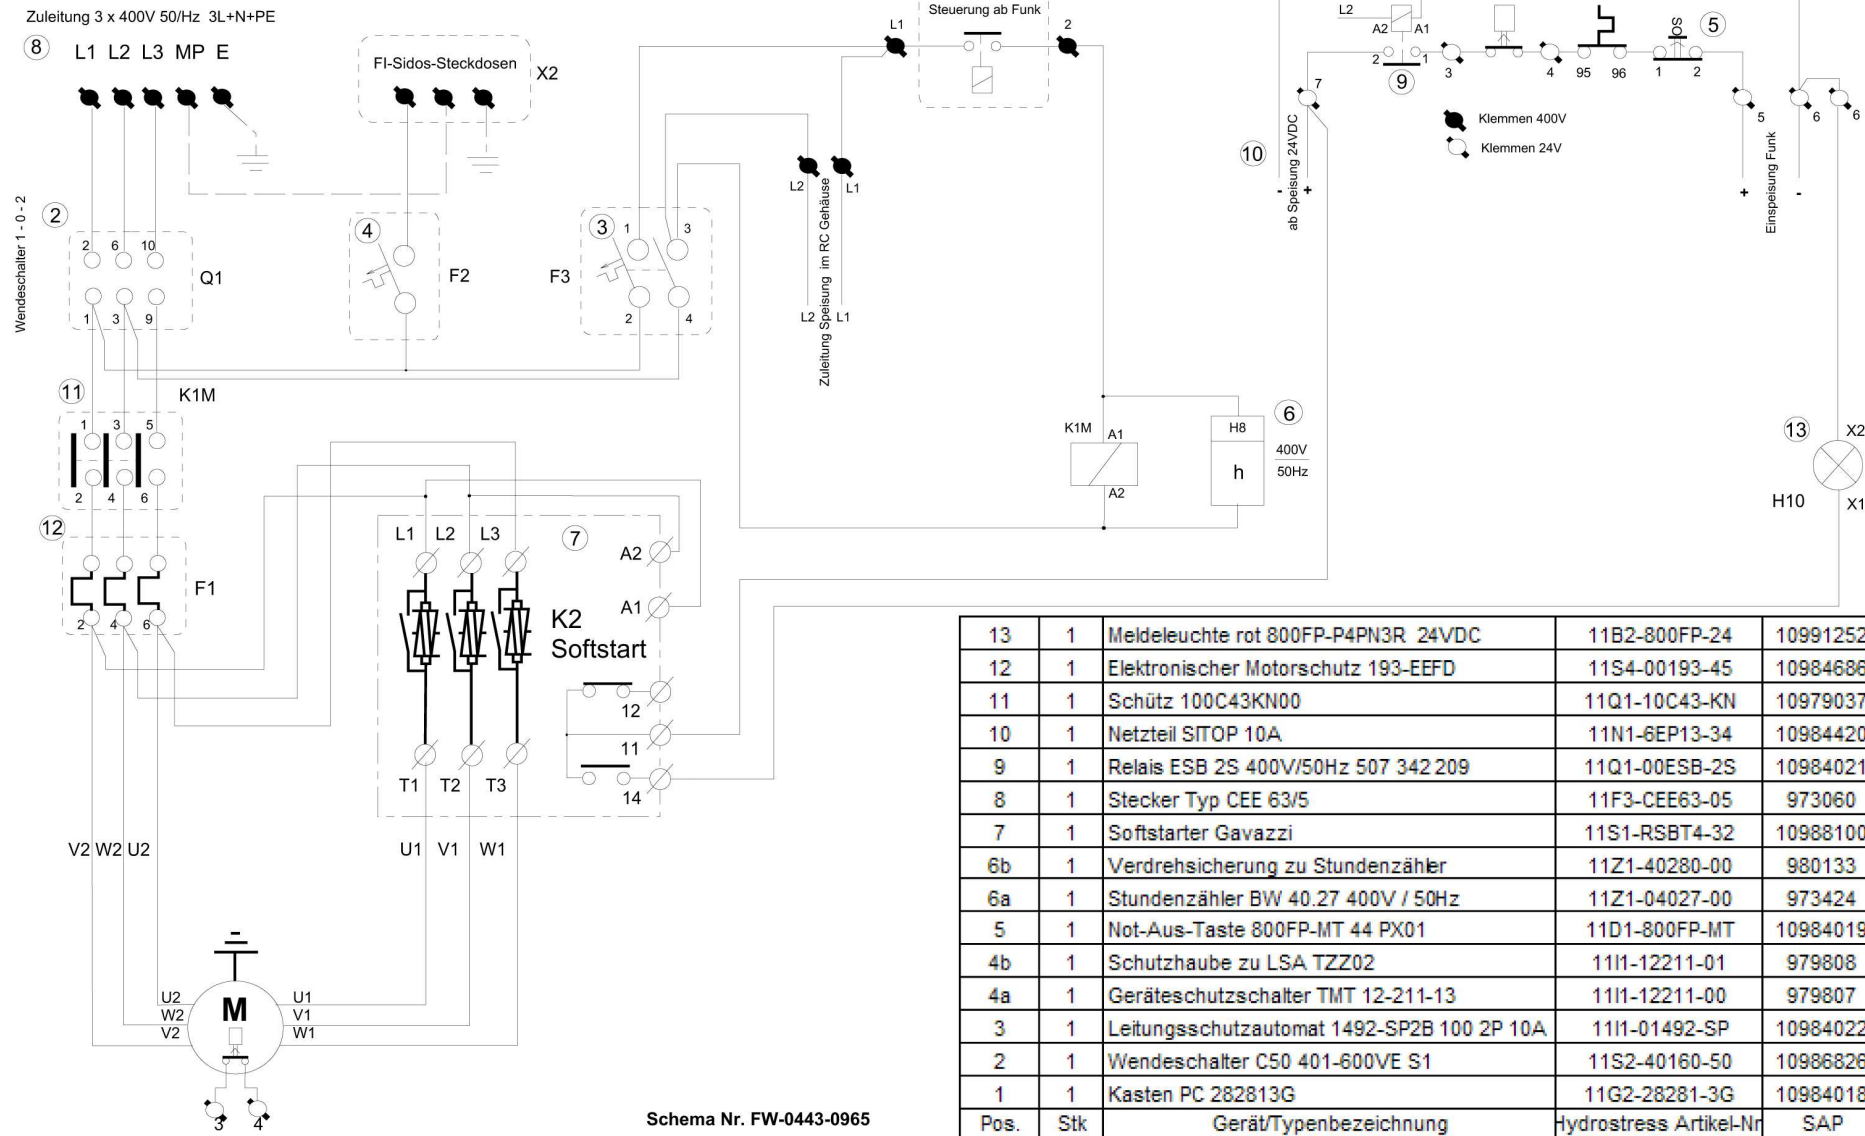 Zuleitung 3 x 400V 50/Hz 3L+N+PE
8
L1 L2 L3 MP E
FI-Sidos-Steckdosen
X2
L1
Steuerung ab Funk
2
L2
A2 A1
2 1
9
3
4
95 96
SO
1 2
5
7
10
- +
ab Speisung 24VDC
Klemmen 400V
Klemmen 24V
5
6
6
+
Einspeisung Funk
-
Wendeschalter 1 - 0 - 2
2
2 6 10
Q1
1 3 9
4
F2
F3
3
1
3
2
4
L2
L1
Zuleitung Speisung im RC Gehäuse
L2 L1
11
K1M
1 3 5
2 4 6
12
F1
2 4 6
L1 L2 L3
7
A2
A1
K2
Softstart
12
11
14
T1 T2 T3
K1M
A1
A2
H8
h
6
400V
50Hz
13
X2
H10
X1
V2 W2 U2
U1 V1 W1
U2
W2
V2
M
U1
V1
W1
3 4
Schema Nr. FW-0443-0965
13 1 Meldeleuchte rot 800FP-P4PN3R 24VDC 11B2-800FP-24 10991252
12 1 Elektronischer Motorschutz 193-EEFD 11S4-00193-45 10984686
11 1 Schütz 100C43KN00 11Q1-10C43-KN 10979037
10 1 Netzteil SITOP 10A 11N1-6EP13-34 10984420
9 1 Relais ESB 2S 400V/50Hz 507 342 209 11Q1-00ESB-2S 10984021
8 1 Stecker Typ CEE 63/5 11F3-CEE63-05 973060
7 1 Softstarter Gavazzi 11S1-RSBT4-32 10988100
6b 1 Verdrehsicherung zu Stundenzähler 11Z1-40280-00 980133
6a 1 Stundenzähler BW 40.27 400V / 50Hz 11Z1-04027-00 973424
5 1 Not-Aus-Taste 800FP-MT 44 PX01 11D1-800FP-MT 10984019
4b 1 Schutzhaube zu LSA TZZ02 11I1-12211-01 979808
4a 1 Geräteschutzschalter TMT 12-211-13 11I1-12211-00 979807
3 1 Leitungsschutzautomat 1492-SP2B 100 2P 10A 11I1-01492-SP 10984022
2 1 Wendeschalter C50 401-600VE S1 11S2-40160-50 10986826
1 1 Kasten PC 282813G 11G2-28281-3G 10984018
Pos. Stk Gerät/Typenbezeichnung Hydrostress Artikel-Nr SAP